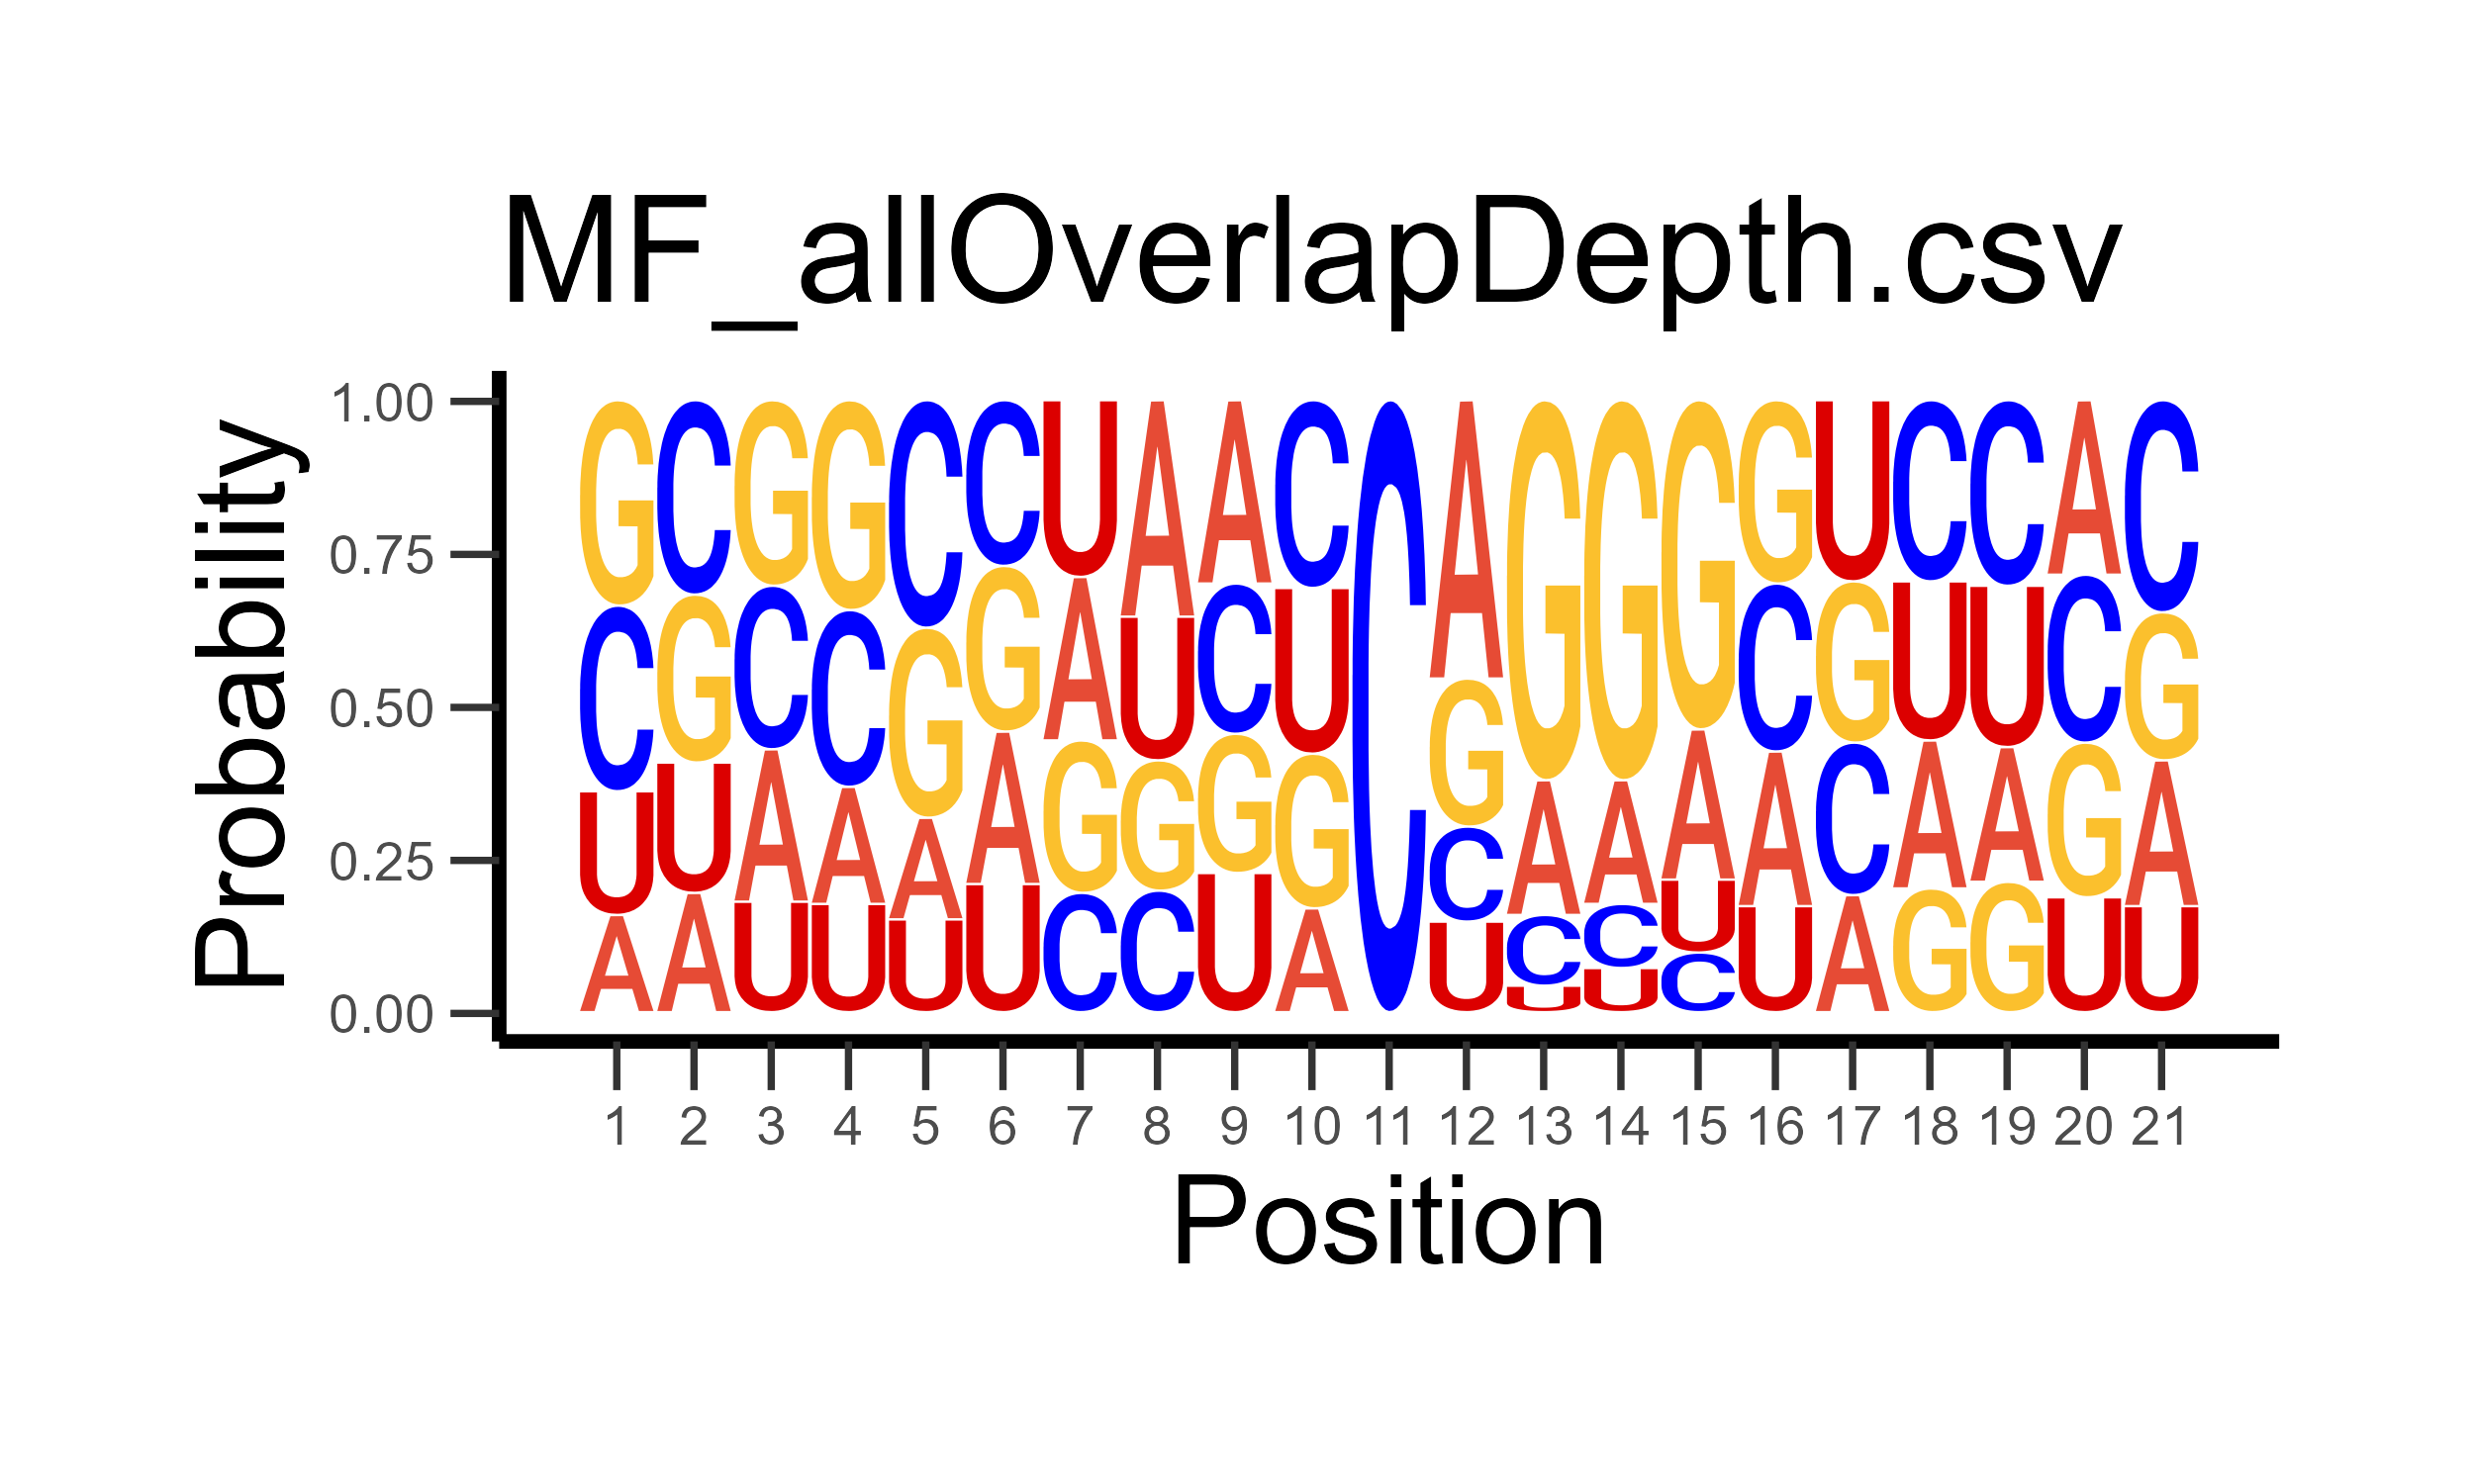 MF_allOverlapDepth.csv
Probability
1.00
0.75
0.50
0.25
0.00
G C G G C C U A A C C A G G G G U C C A C
C G C C G G A U C U G A A A C G U U C G
U U A A A A G G G G C C C U A C A A G A
A A U U U U C C U A U U U C U A G G U U
1 2 3 4 5 6 7 8 9 10 11 12 13 14 15 16 17 18 19 20 21
Position